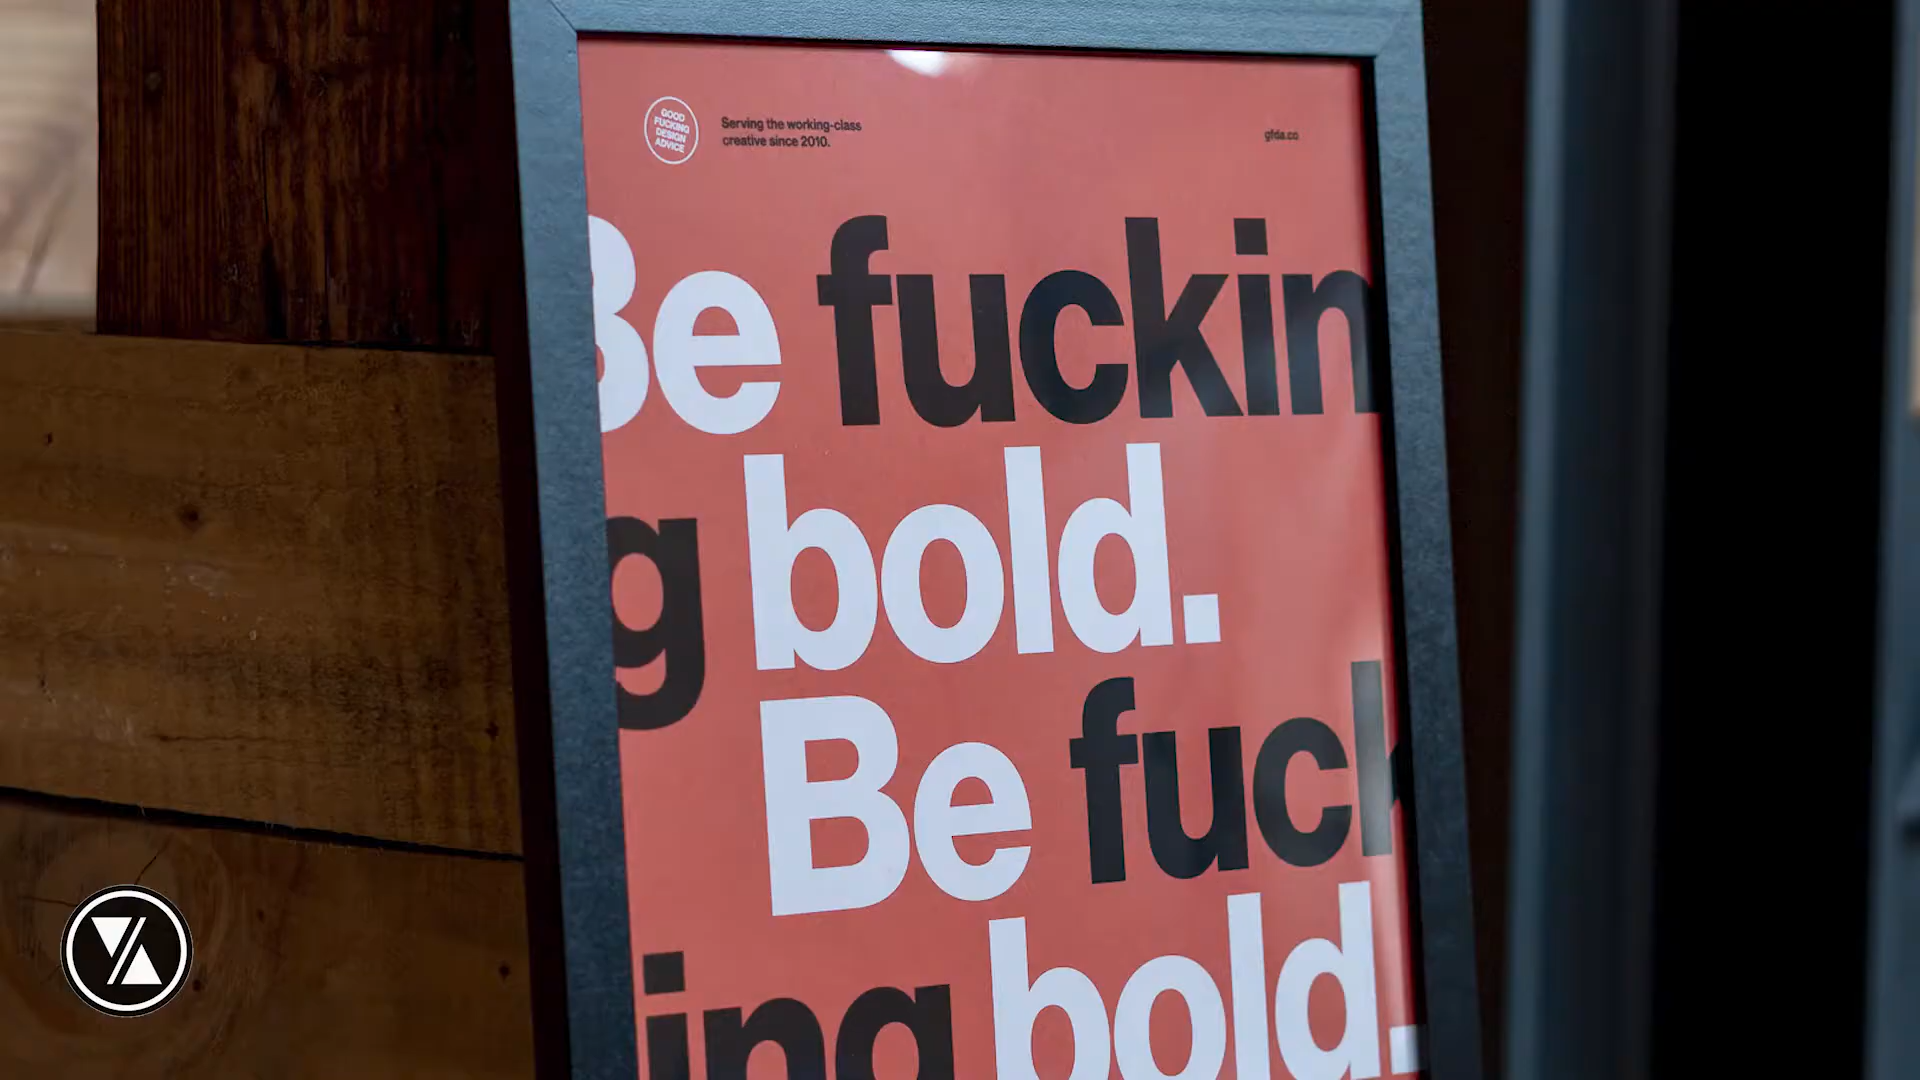 GOOD
FUCKING
DESIGN
ADVICE
Serving the working-class
creative since 2010.
gfda.co
Be fuckin
g bold.
Be fuck
ing bold.